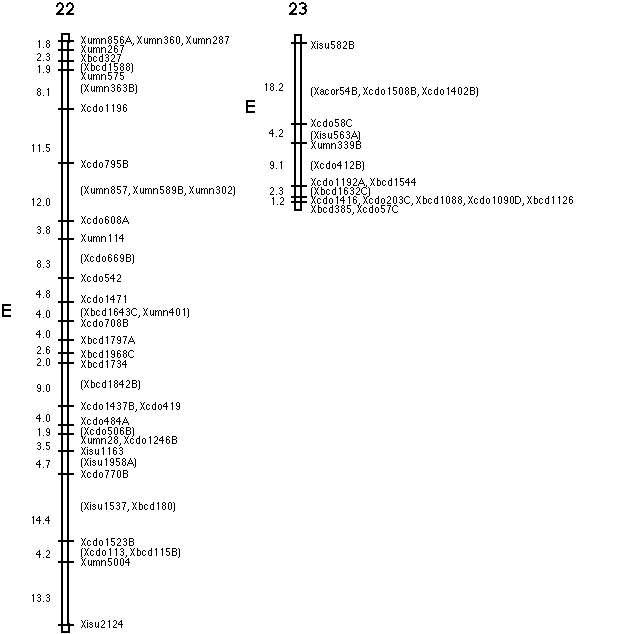 22
Xumn856A, Xumn360, Xumn287
1.8
Xumn267
2.3
Xbcd327
1.9
(Xbcd1588)
Xumn575
8.1
(Xumn363B)
Xcdo1196
11.5
Xcdo795B
(Xumn857, Xumn589B, Xumn302)
12.0
Xcdo608A
3.8
Xumn114
8.3
(Xcdo669B)
Xcdo542
4.8
Xcdo1471
E
4.0
(Xbcd1643C, Xumn401)
Xcdo708B
4.0
Xbcd1797A
2.6
Xbcd1968C
2.0
Xbcd1734
9.0
(Xbcd1842B)
Xcdo1437B, Xcdo419
4.0
Xcdo484A
1.9
(Xcdo506B)
Xumn28, Xcdo1246B
3.5
Xisu1163
4.7
(Xisu1958A)
Xcdo770B
(Xisu1537, Xbcd180)
14.4
Xcdo1523B
4.2
(Xcdo113, Xbcd115B)
Xumn5004
13.3
Xisu2124
23
Xisu582B
18.2
(Xacor54B, Xcdo1508B, Xcdo1402B)
E
Xcdo58C
4.2
(Xisu563A)
Xumn339B
9.1
(Xcdo412B)
Xcdo1192A, Xbcd1544
2.3
(Xbcd1632C)
1.2
Xcdo1416, Xcdo203C, Xbcd1088, Xcdo1090D, Xbcd1126
Xbcd385, Xcdo57C